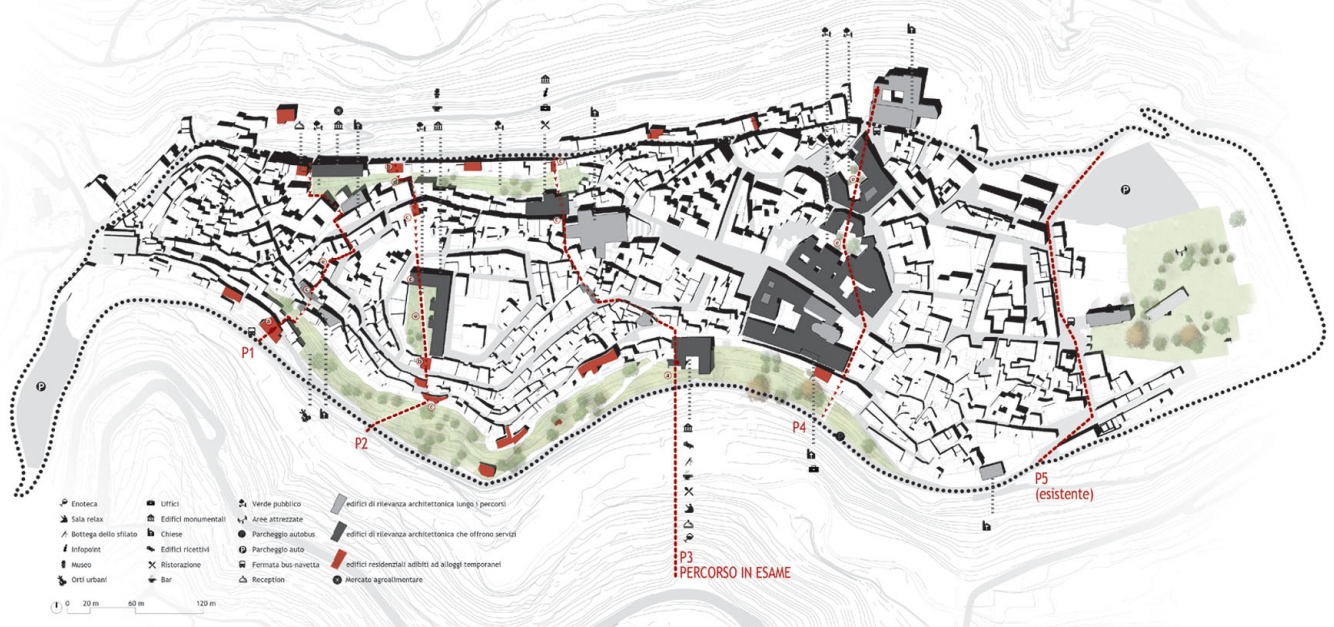 P
P
P1
P2
P3
PERCORSO IN ESAME
P4
P5
(esistente)
Enoteca
Sala relax
Bottega dello sfilato
Infopoint
Museo
Orti urbani
Uffici
Edifici monumentali
Chiese
Edifici ricettivi
Ristorazione
Bar
Verde pubblico
Aree attrezzate
Parcheggio autobus
P Parcheggio auto
Fermata bus-navetta
Reception
edifici di rilevanza architettonica lungo i percorsi
edifici di rilevanza architettonica che offrono servizi
edifici residenziali adibiti ad alloggi temporanei
Mercato agroalimentare
0 20 m 60 m 120 m